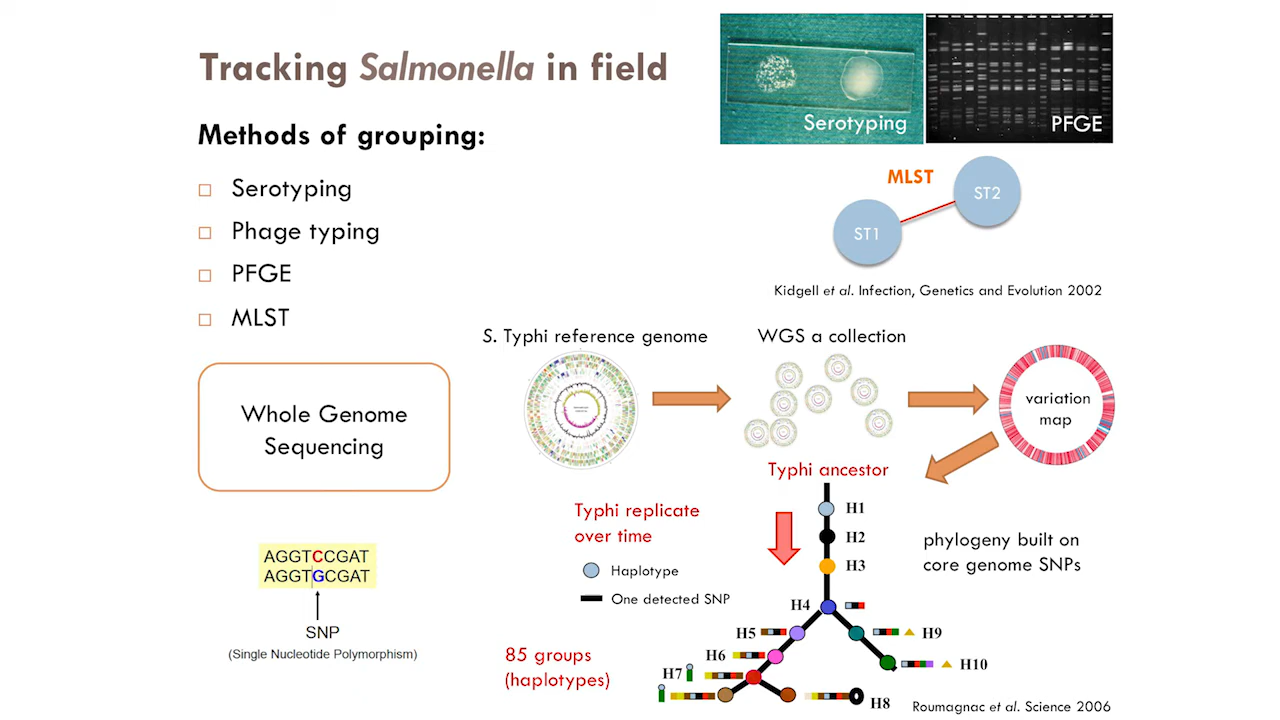 Tracking Salmonella in field
Serotyping
PFGE
Methods of grouping:
Serotyping
Phage typing
PFGE
MLST
MLST
ST2
ST1
Kidgell et al. Infection, Genetics and Evolution 2002
Whole Genome
Sequencing
S. Typhi reference genome
WGS a collection
variation
map
AGGTCCGAT
AGGTGCGAT
SNP
(Single Nucleotide Polymorphism)
Typhi ancestor
Typhi replicate
over time
Haplotype
One detected SNP
H1
H2
H3
phylogeny built on
core genome SNPs
H4
H5
H9
85 groups
(haplotypes)
H6
H10
H7
H8
Roumagnac et al. Science 2006